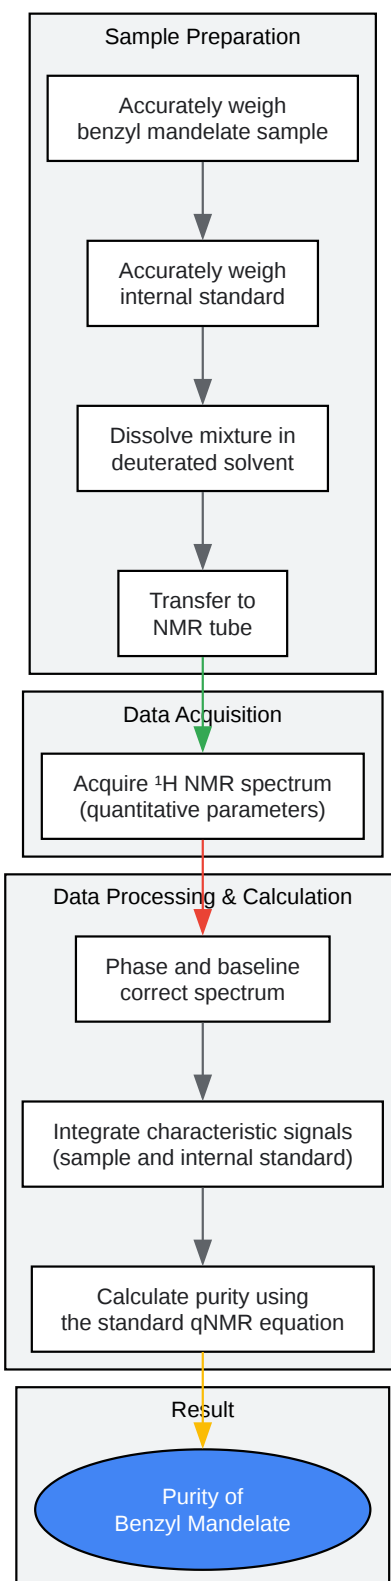 Sample Preparation
Accurately weigh
benzyl mandelate sample
Accurately weigh
internal standard
Dissolve mixture in
deuterated solvent
Transfer to
NMR tube
Data Acquisition
Acquire ¹H NMR spectrum
(quantitative parameters)
Data Processing & Calculation
Phase and baseline
correct spectrum
Integrate characteristic signals
(sample and internal standard)
Calculate purity using
the standard qNMR equation
Result
Purity of
Benzyl Mandelate